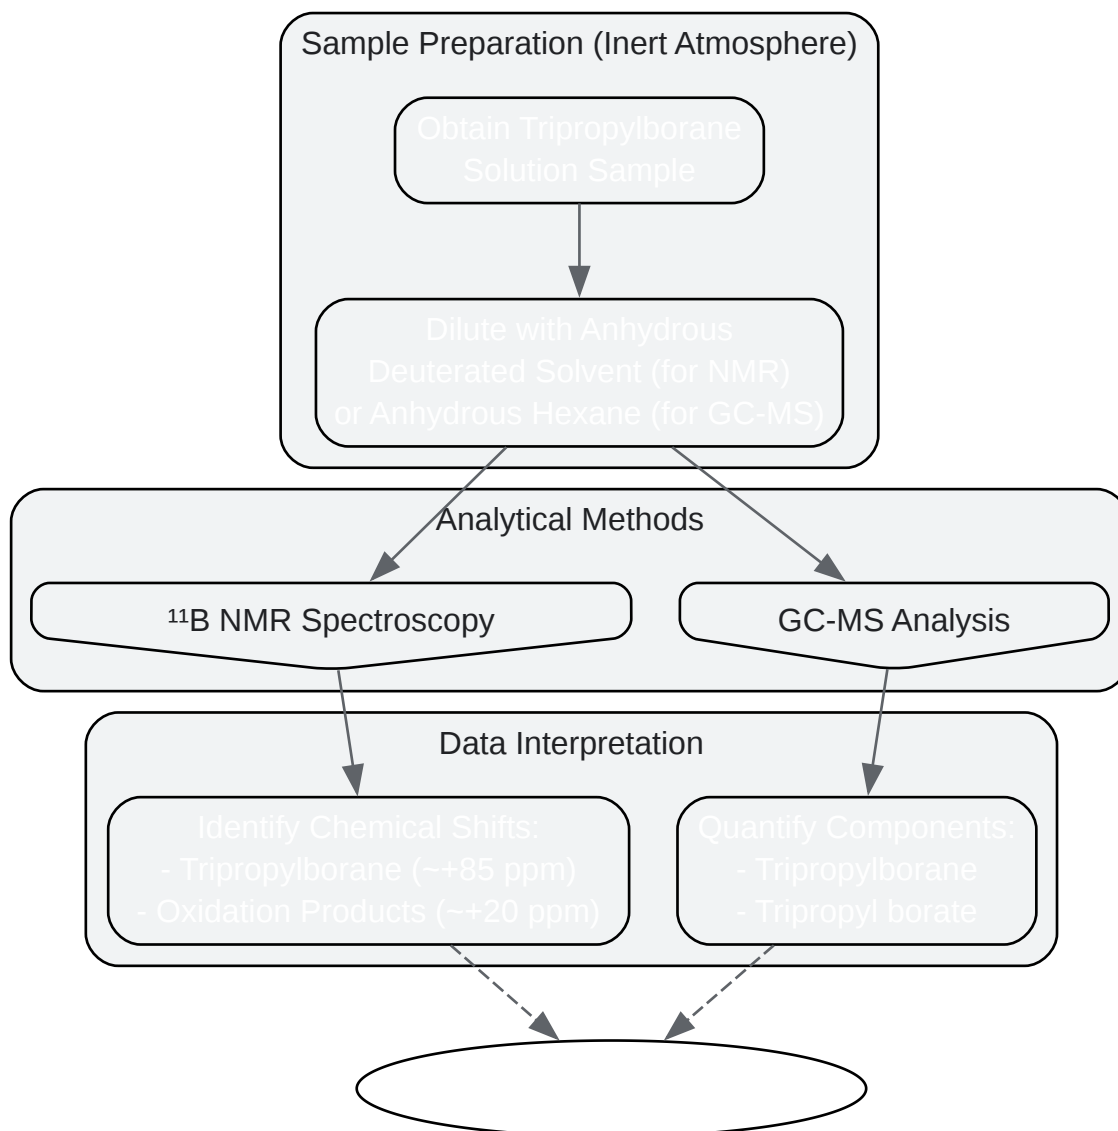 Sample Preparation (Inert Atmosphere)
Obtain Tripropylborane
Solution Sample
Dilute with Anhydrous
Deuterated Solvent (for NMR)
or Anhydrous Hexane (for GC-MS)
Analytical Methods
¹¹B NMR Spectroscopy
GC-MS Analysis
Data Interpretation
Identify Chemical Shifts:
- Tripropylborane (~+85 ppm)
- Oxidation Products (~+20 ppm)
Quantify Components:
- Tripropylborane
- Tripropyl borate